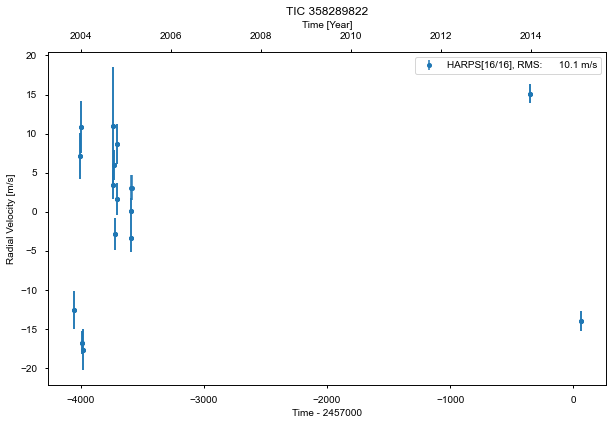 TIC 358289822
Time [Year]
2004 2006 2008 2010 2012 2014
HARPS[16/16], RMS: 10.1 m/s
20
15
10
5
0
−5
−10
−15
−20
Radial Velocity [m/s]
−4000 −3000 −2000 −1000 0
Time - 2457000